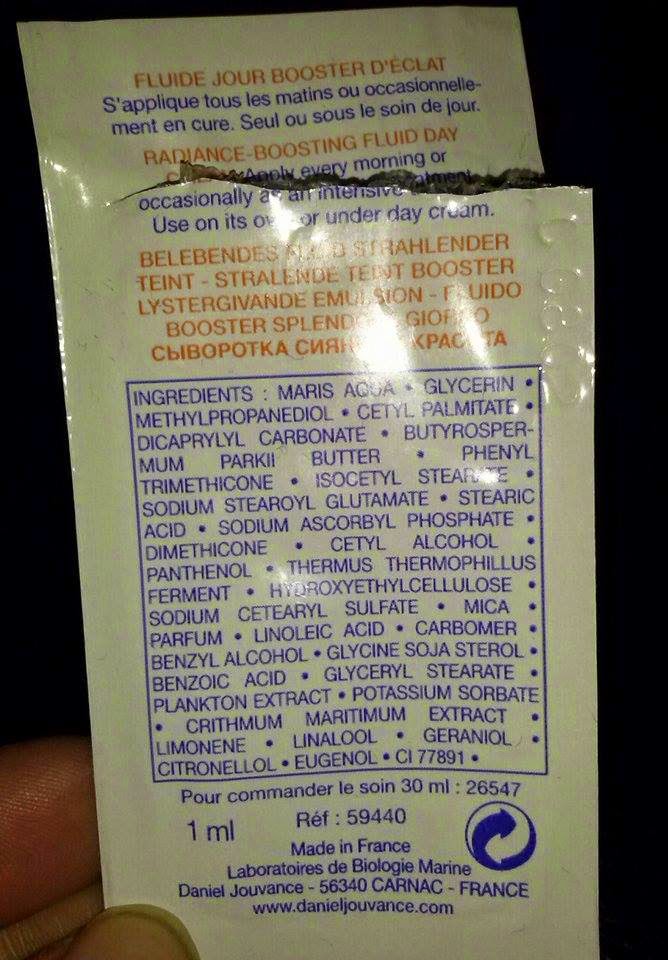 FLUIDE JOUR BOOSTER D'ÉCLAT
S'applique tous les matins ou occasionnelle-
ment en cure. Seul ou sous le soin de jour.
RADIANCE-BOOSTING FLUID DAY
Apply every morning or
occasionally as an intensive
Use on its or under day cream.
BELEBENDES STRAHLENDER
TEINT - STRALENDE TEINT BOOSTER
LYSTERGIVANDE EMULSION - FLUIDO
BOOSTER
СЫВОРОТКА
INGREDIENTS : MARIS AQUA • GLYCERIN •
METHYLPROPANEDIOL • CETYL PALMITATE •
DICAPRYLYL CARBONATE • BUTYROSPER-
MUM PARKII BUTTER • PHENYL
TRIMETHICONE • ISOCETYL STEARATE •
SODIUM STEAROYL GLUTAMATE • STEARIC
ACID • SODIUM ASCORBYL PHOSPHATE •
DIMETHICONE • CETYL ALCOHOL •
PANTHENOL • THERMUS THERMOPHILLUS
FERMENT • HYDROXYETHYLCELLULOSE •
SODIUM CETEARYL SULFATE • MICA •
PARFUM • LINOLEIC ACID • CARBOMER •
BENZYL ALCOHOL • GLYCINE SOJA STEROL •
BENZOIC ACID • GLYCERYL STEARATE •
PLANKTON EXTRACT • POTASSIUM SORBATE
• CRITHMUM MARITIMUM EXTRACT •
LIMONENE • LINALOOL • GERANIOL •
CITRONELLOL • EUGENOL • CI 77891 •
Pour commander le soin 30 ml : 26547
1 ml
Réf : 59440
Made in France
Laboratoires de Biologie Marine
Daniel Jouvance - 56340 CARNAC - FRANCE
www.danieljouvance.com